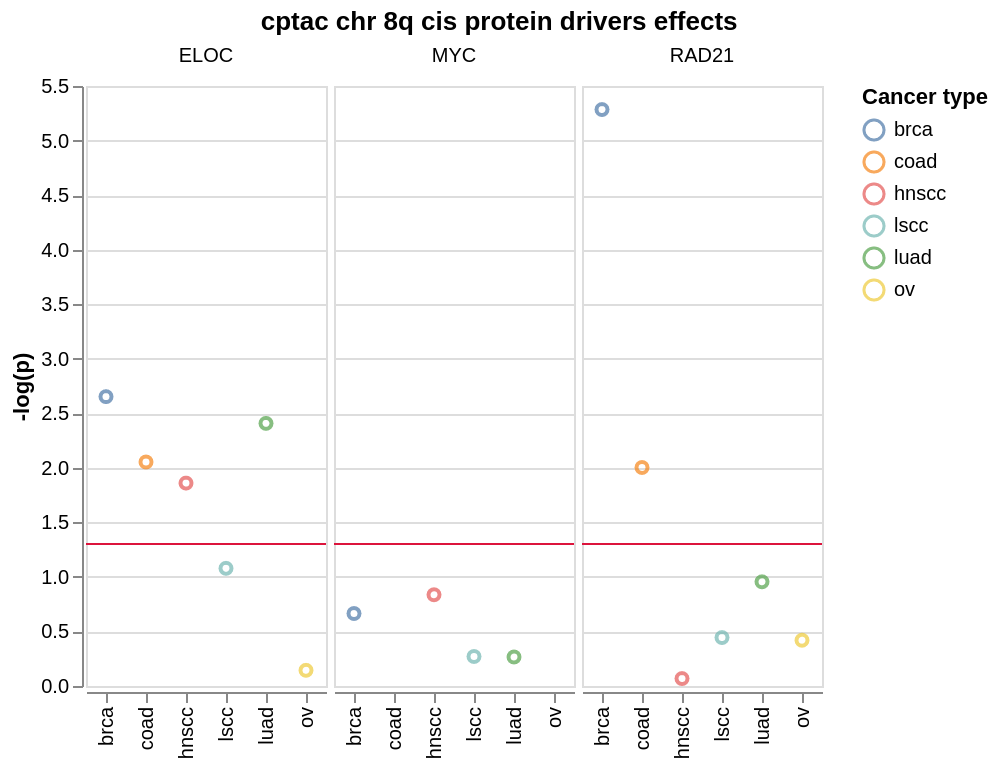 cptac chr 8q cis protein drivers effects
ELOC
MYC
RAD21
-log(p)
5.5
5.0
4.5
4.0
3.5
3.0
2.5
2.0
1.5
1.0
0.5
0.0
brca
coad
hnscc
lscc
luad
ov
brca
coad
hnscc
lscc
luad
ov
brca
coad
hnscc
lscc
luad
ov
Cancer type
brca
coad
hnscc
lscc
luad
ov